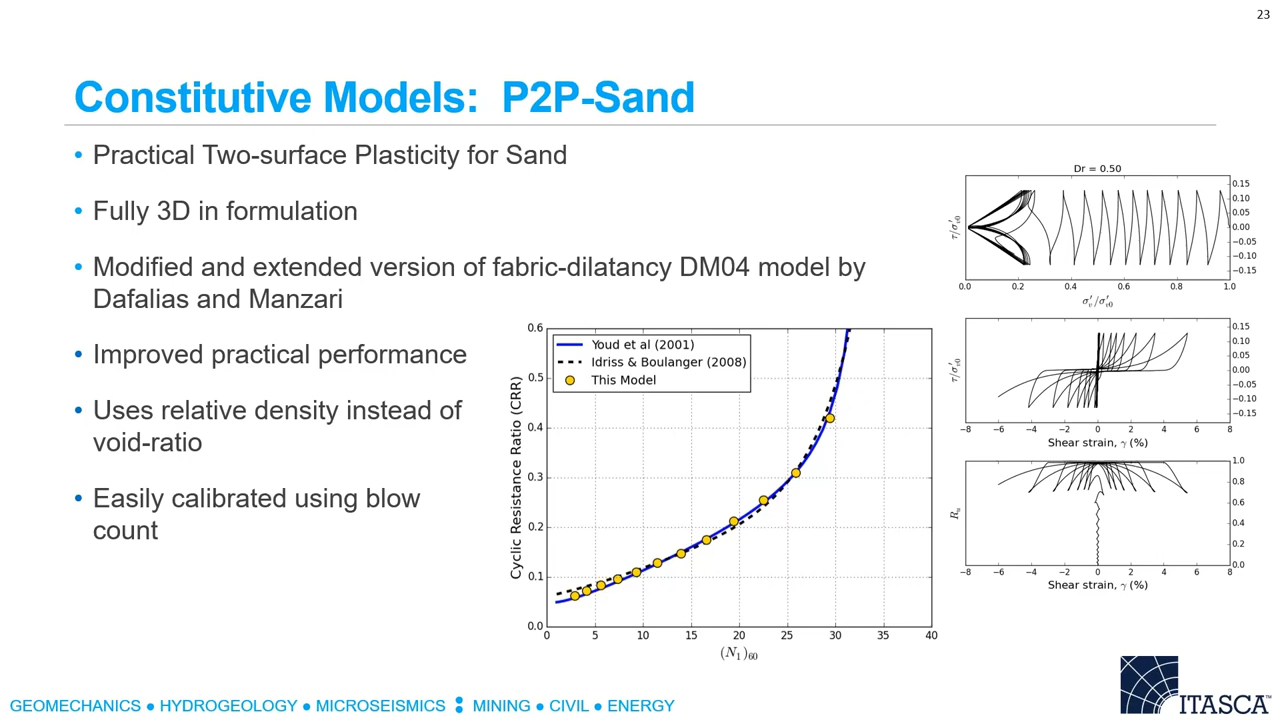 23
Constitutive Models:  P2P-Sand
• Practical Two-surface Plasticity for Sand
• Fully 3D in formulation
• Modified and extended version of fabric-dilatancy DM04 model by
Dafalias and Manzari
• Improved practical performance
• Uses relative density instead of
void-ratio
• Easily calibrated using blow
count
0.6
0.5
0.4
0.3
0.2
0.1
0.0
Cyclic Resistance Ratio (CRR)
Youd et al (2001)
Idriss & Boulanger (2008)
This Model
0 5 10 15 20 25 30 35 40
(N₁)₆₀
Dr = 0.50
τ/σ′v0
0.15
0.10
0.05
0.00
−0.05
−0.10
−0.15
0.0 0.2 0.4 0.6 0.8 1.0
σ′v/σ′v0
τ/σ′v0
0.15
0.10
0.05
0.00
−0.05
−0.10
−0.15
−8 −6 −4 −2 0 2 4 6 8
Shear strain, γ (%)
Ru
1.0
0.8
0.6
0.4
0.2
0.0
−8 −6 −4 −2 0 2 4 6 8
Shear strain, γ (%)
GEOMECHANICS ● HYDROGEOLOGY ● MICROSEISMICS : MINING ● CIVIL ● ENERGY
ITASCA™